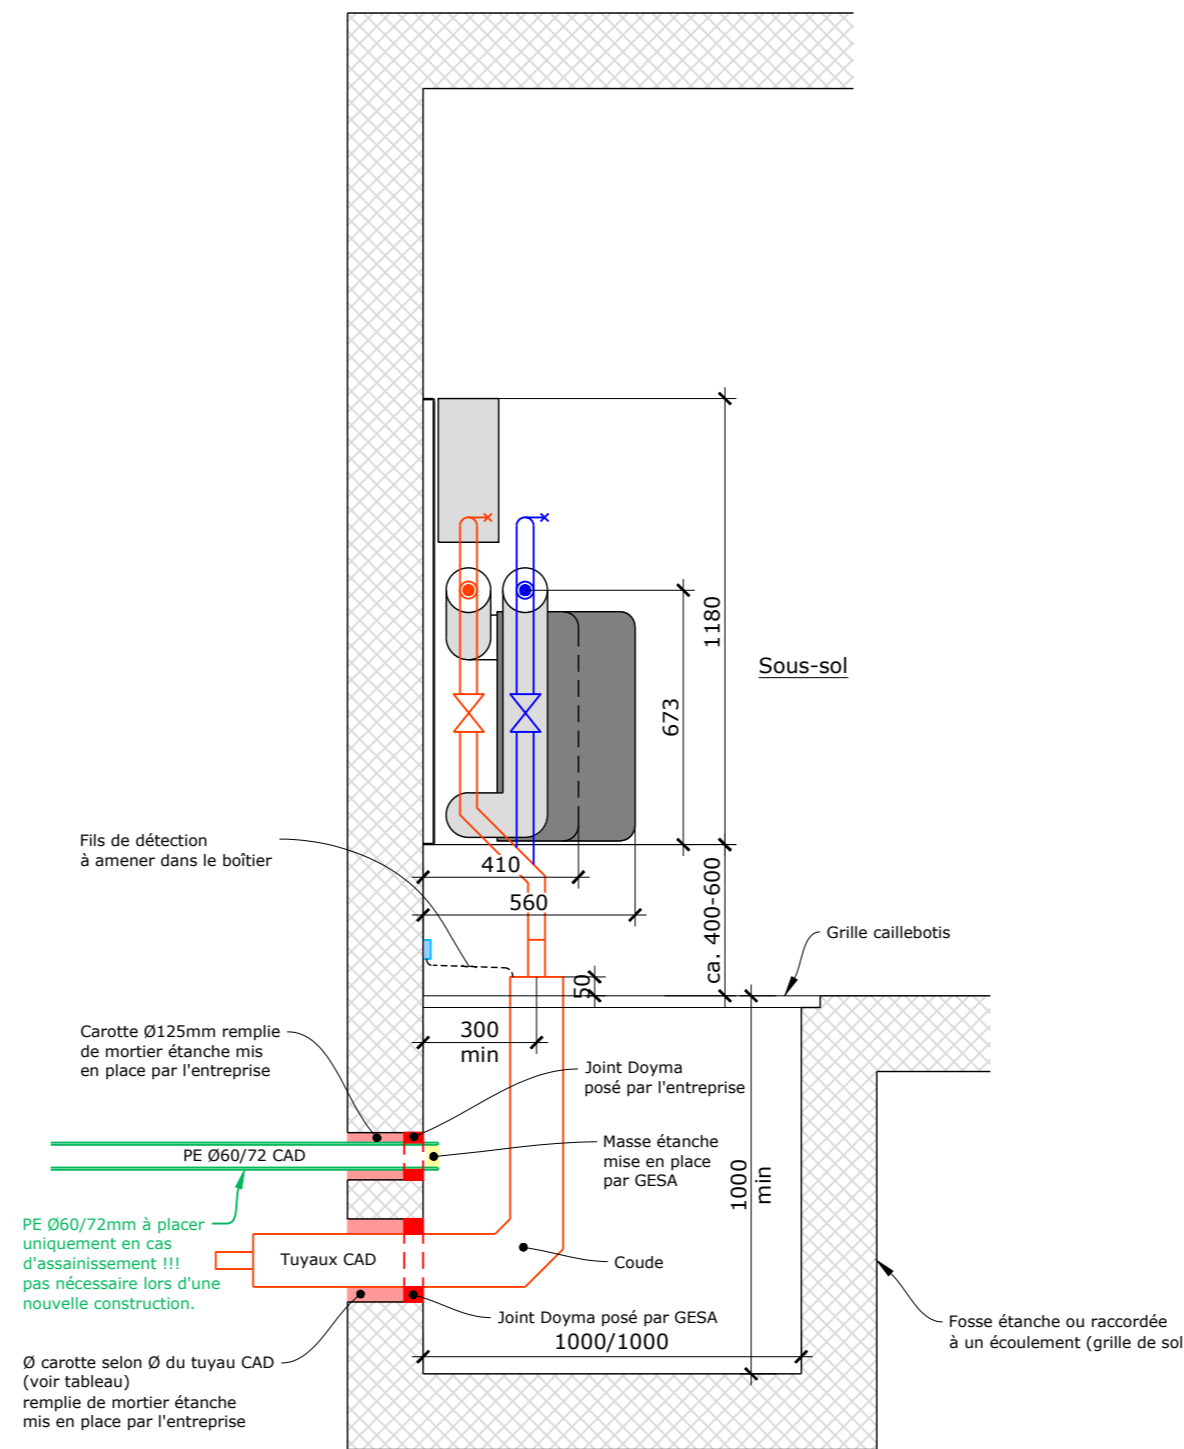 1180
Sous-sol
673
Fils de détection
à amener dans le boîtier
410
560
ca. 400-600
Grille caillebotis
50
300
min
Carotte Ø125mm remplie
de mortier étanche mis
en place par l'entreprise
Joint Doyma
posé par l'entreprise
PE Ø60/72 CAD
Masse étanche
mise en place
par GESA
1000
min
PE Ø60/72mm à placer
uniquement en cas
d'assainissement !!!
pas nécessaire lors d'une
nouvelle construction.
Tuyaux CAD
Coude
Joint Doyma posé par GESA
1000/1000
Fosse étanche ou raccordée
à un écoulement (grille de sol
Ø carotte selon Ø du tuyau CAD
(voir tableau)
remplie de mortier étanche
mis en place par l'entreprise